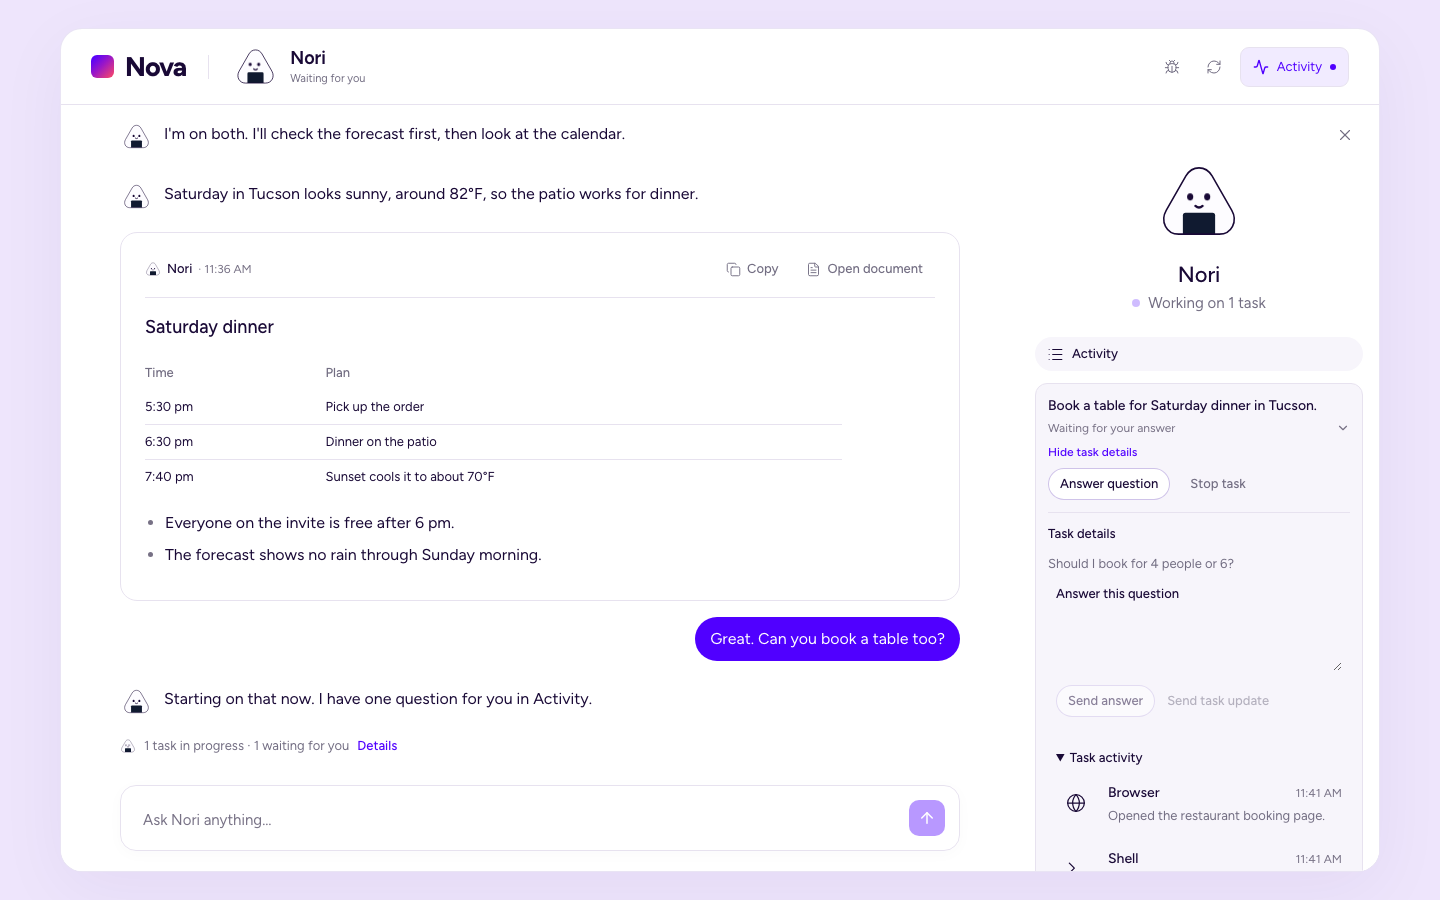 Nova
Nori
Waiting for you
Activity
I'm on both. I'll check the forecast first, then look at the calendar.
Saturday in Tucson looks sunny, around 82°F, so the patio works for dinner.
Nori · 11:36 AM
Copy
Open document
Saturday dinner
Time Plan
5:30 pm Pick up the order
6:30 pm Dinner on the patio
7:40 pm Sunset cools it to about 70°F
• Everyone on the invite is free after 6 pm.
• The forecast shows no rain through Sunday morning.
Great. Can you book a table too?
Starting on that now. I have one question for you in Activity.
1 task in progress · 1 waiting for you Details
Ask Nori anything...
Nori
Working on 1 task
Activity
Book a table for Saturday dinner in Tucson.
Waiting for your answer
Hide task details
Answer question
Stop task
Task details
Should I book for 4 people or 6?
Answer this question
Send answer
Send task update
Task activity
Browser 11:41 AM
Opened the restaurant booking page.
Shell 11:41 AM